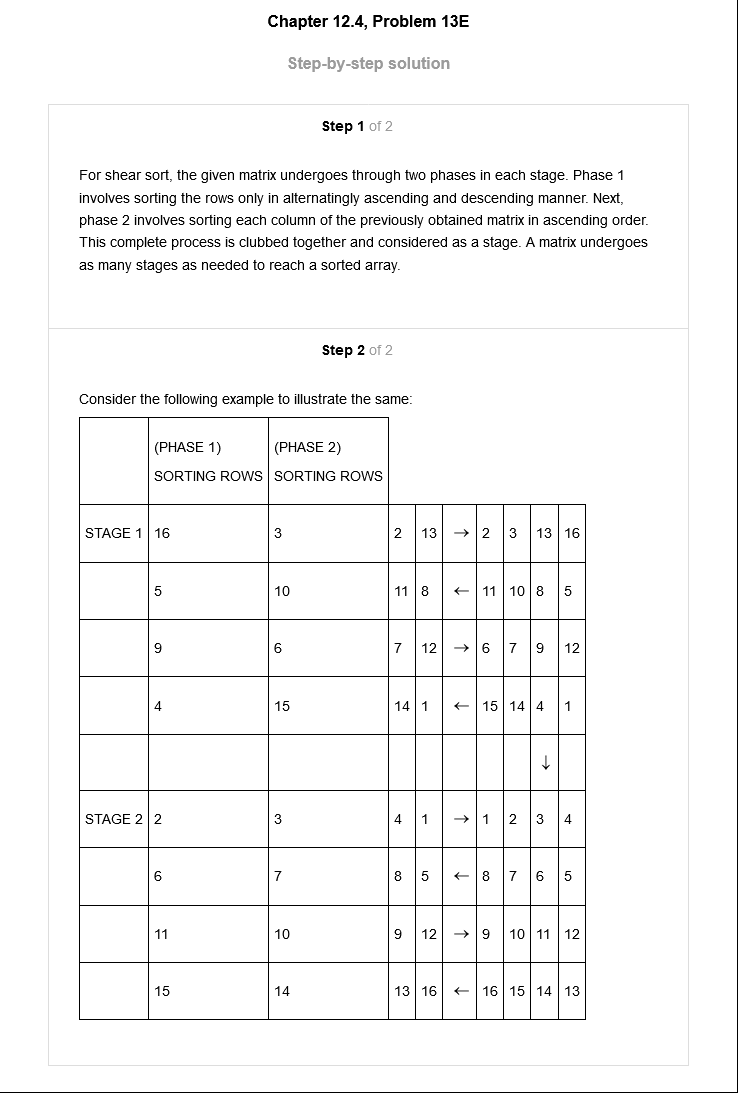 Chapter 12.4, Problem 13E
Step-by-step solution
Step 1 of 2
For shear sort, the given matrix undergoes through two phases in each stage. Phase 1
involves sorting the rows only in alternatingly ascending and descending manner. Next,
phase 2 involves sorting each column of the previously obtained matrix in ascending order.
This complete process is clubbed together and considered as a stage. A matrix undergoes
as many stages as needed to reach a sorted array.
Step 2 of 2
Consider the following example to illustrate the same:
(PHASE 1) (PHASE 2)
SORTING ROWS SORTING ROWS
STAGE 1 16 3 2 13 → 2 3 13 16
5 10 11 8 ← 11 10 8 5
9 6 7 12 → 6 7 9 12
4 15 14 1 ← 15 14 4 1
↓
STAGE 2 2 3 4 1 → 1 2 3 4
6 7 8 5 ← 8 7 6 5
11 10 9 12 → 9 10 11 12
15 14 13 16 ← 16 15 14 13